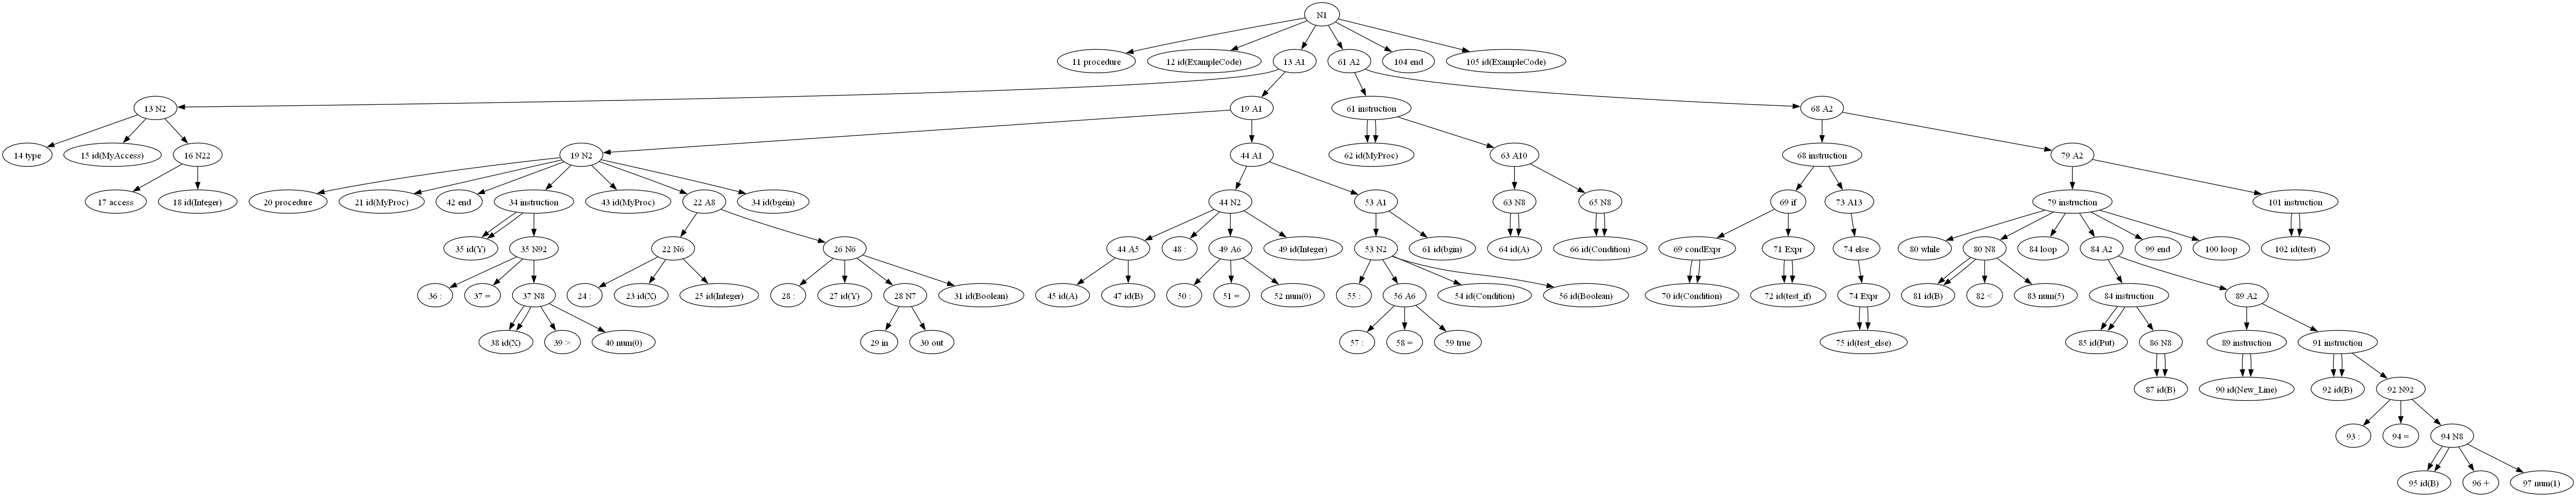 N1
11 procedure
12 id(ExampleCode)
13 A1
61 A2
104 end
105 id(ExampleCode)
13 N2
19 A1
61 instruction
68 A2
14 type
15 id(MyAccess)
16 N22
19 N2
44 A1
62 id(MyProc)
63 A10
68 instruction
79 A2
17 access
18 id(Integer)
20 procedure
21 id(MyProc)
42 end
34 instruction
43 id(MyProc)
22 A8
34 id(bgein)
44 N2
53 A1
63 N8
65 N8
69 if
73 A13
79 instruction
101 instruction
35 id(Y)
35 N92
22 N6
26 N6
44 A5
48 :
49 A6
49 id(Integer)
53 N2
61 id(bgin)
64 id(A)
66 id(Condition)
69 condExpr
71 Expr
74 else
80 while
80 N8
84 loop
84 A2
99 end
100 loop
102 id(test)
36 :
37 =
37 N8
24 :
23 id(X)
25 id(Integer)
28 :
27 id(Y)
28 N7
31 id(Boolean)
45 id(A)
47 id(B)
50 :
51 =
52 num(0)
55 :
56 A6
54 id(Condition)
56 id(Boolean)
70 id(Condition)
72 id(test_if)
74 Expr
81 id(B)
82 <
83 num(5)
84 instruction
89 A2
38 id(X)
39 >
40 num(0)
29 in
30 out
57 :
58 =
59 true
75 id(test_else)
85 id(Put)
86 N8
89 instruction
91 instruction
87 id(B)
90 id(New_Line)
92 id(B)
92 N92
93 :
94 =
94 N8
95 id(B)
96 +
97 num(1)